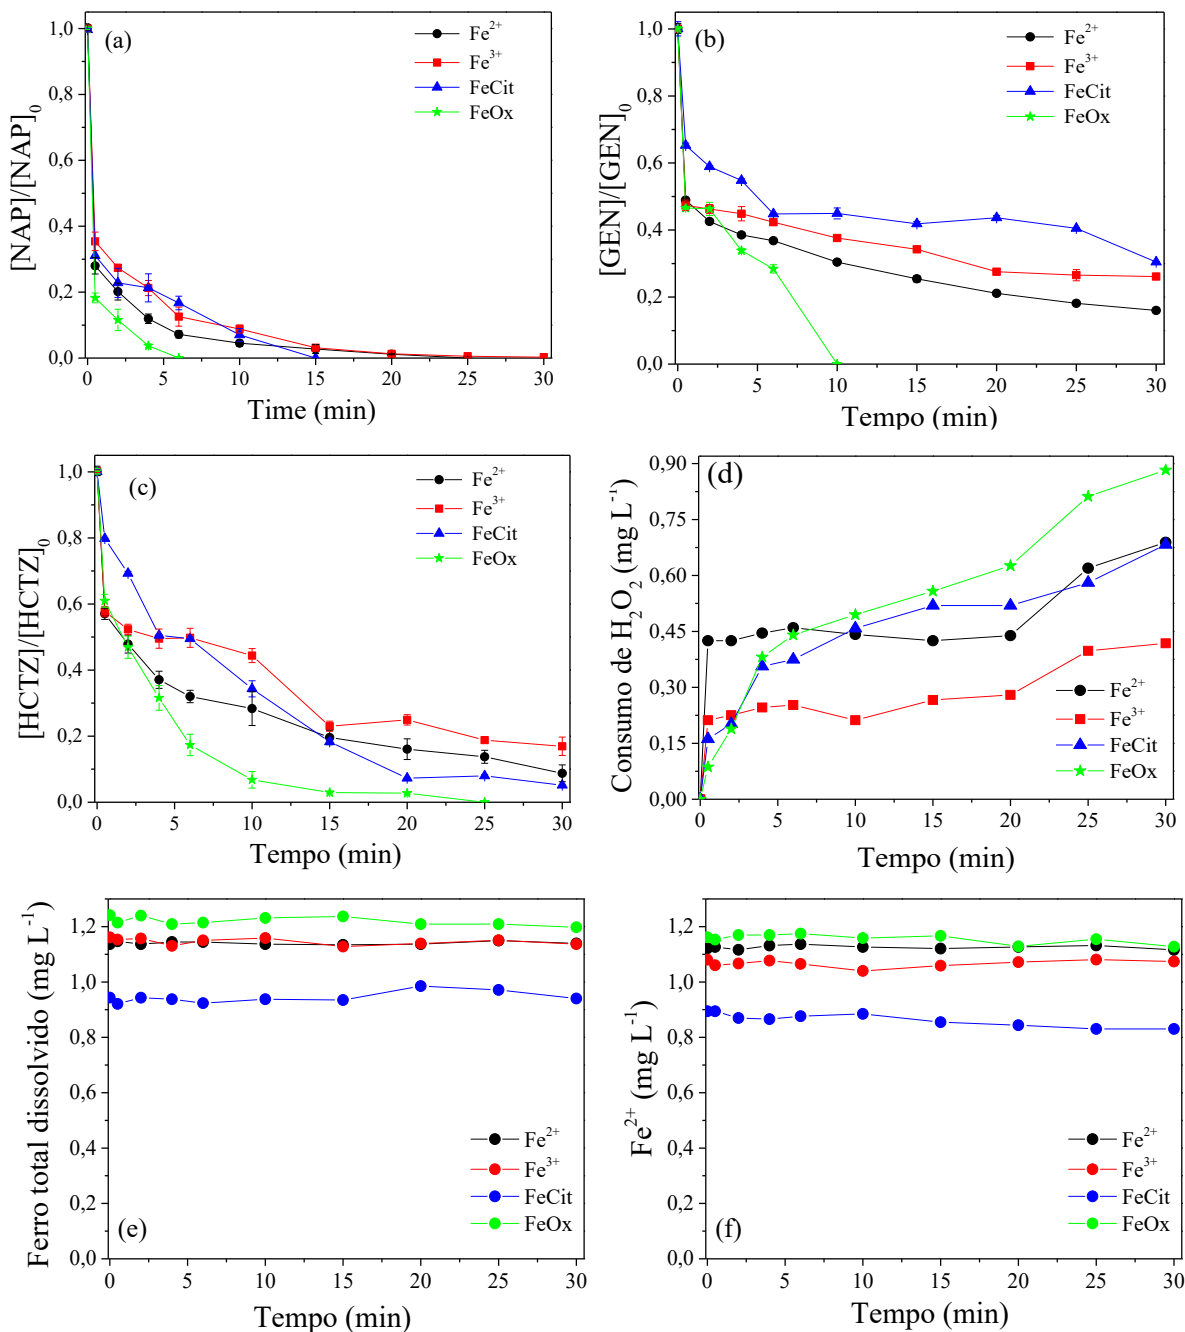 (a)
Fe²⁺
Fe³⁺
FeCit
FeOx
[NAP]/[NAP]₀
1,0
0,8
0,6
0,4
0,2
0,0
0 5 10 15 20 25 30
Time (min)
(b)
Fe²⁺
Fe³⁺
FeCit
FeOx
[GEN]/[GEN]₀
1,0
0,8
0,6
0,4
0,2
0,0
0 5 10 15 20 25 30
Tempo (min)
(c)
Fe²⁺
Fe³⁺
FeCit
FeOx
[HCTZ]/[HCTZ]₀
1,0
0,8
0,6
0,4
0,2
0,0
0 5 10 15 20 25 30
Tempo (min)
(d)
Fe²⁺
Fe³⁺
FeCit
FeOx
Consumo de H₂O₂ (mg L⁻¹)
0,90
0,75
0,60
0,45
0,30
0,15
0,00
0 5 10 15 20 25 30
Tempo (min)
(e)
Fe²⁺
Fe³⁺
FeCit
FeOx
Ferro total dissolvido (mg L⁻¹)
1,2
1,0
0,8
0,6
0,4
0,2
0,0
0 5 10 15 20 25 30
Tempo (min)
(f)
Fe²⁺
Fe³⁺
FeCit
FeOx
Fe²⁺ (mg L⁻¹)
1,2
1,0
0,8
0,6
0,4
0,2
0,0
0 5 10 15 20 25 30
Tempo (min)